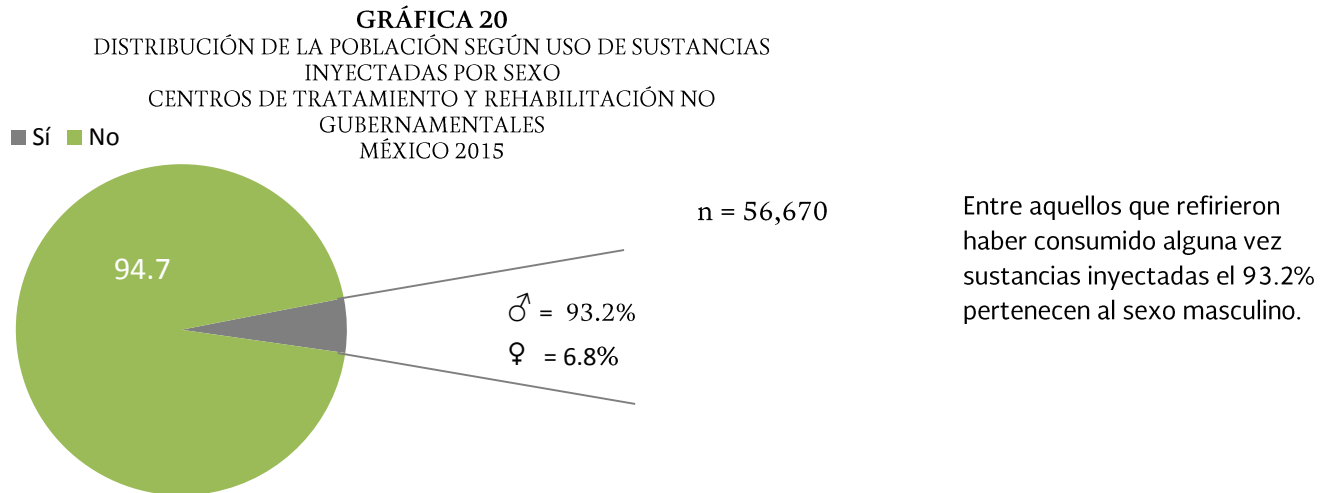 GRÁFICA 20
DISTRIBUCIÓN DE LA POBLACIÓN SEGÚN USO DE SUSTANCIAS
INYECTADAS POR SEXO
CENTROS DE TRATAMIENTO Y REHABILITACIÓN NO
GUBERNAMENTALES
MÉXICO 2015
Sí No
94.7
n = 56,670
♂ = 93.2%
♀ = 6.8%
Entre aquellos que refirieron
haber consumido alguna vez
sustancias inyectadas el 93.2%
pertenecen al sexo masculino.